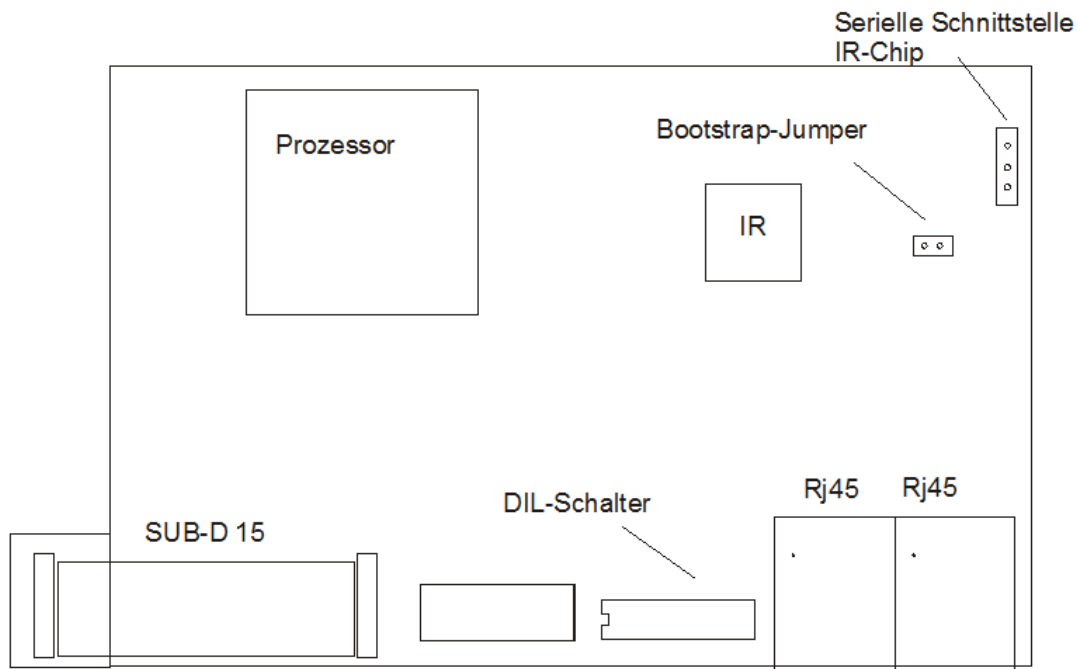 Serielle Schnittstelle
IR-Chip
Bootstrap-Jumper
Prozessor
IR
Rj45
Rj45
DIL-Schalter
SUB-D 15